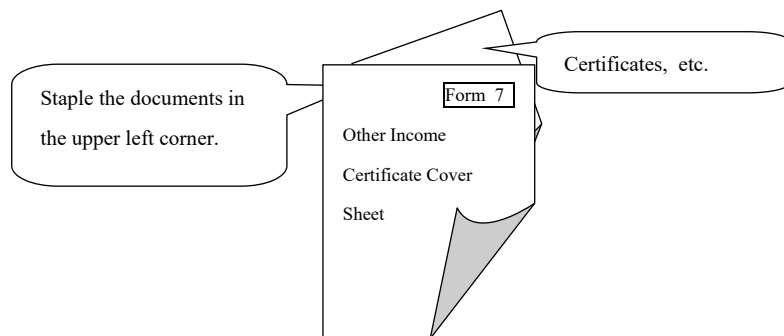 Certificates, etc.
Staple the documents in
the upper left corner.
Form 7
Other Income
Certificate Cover
Sheet